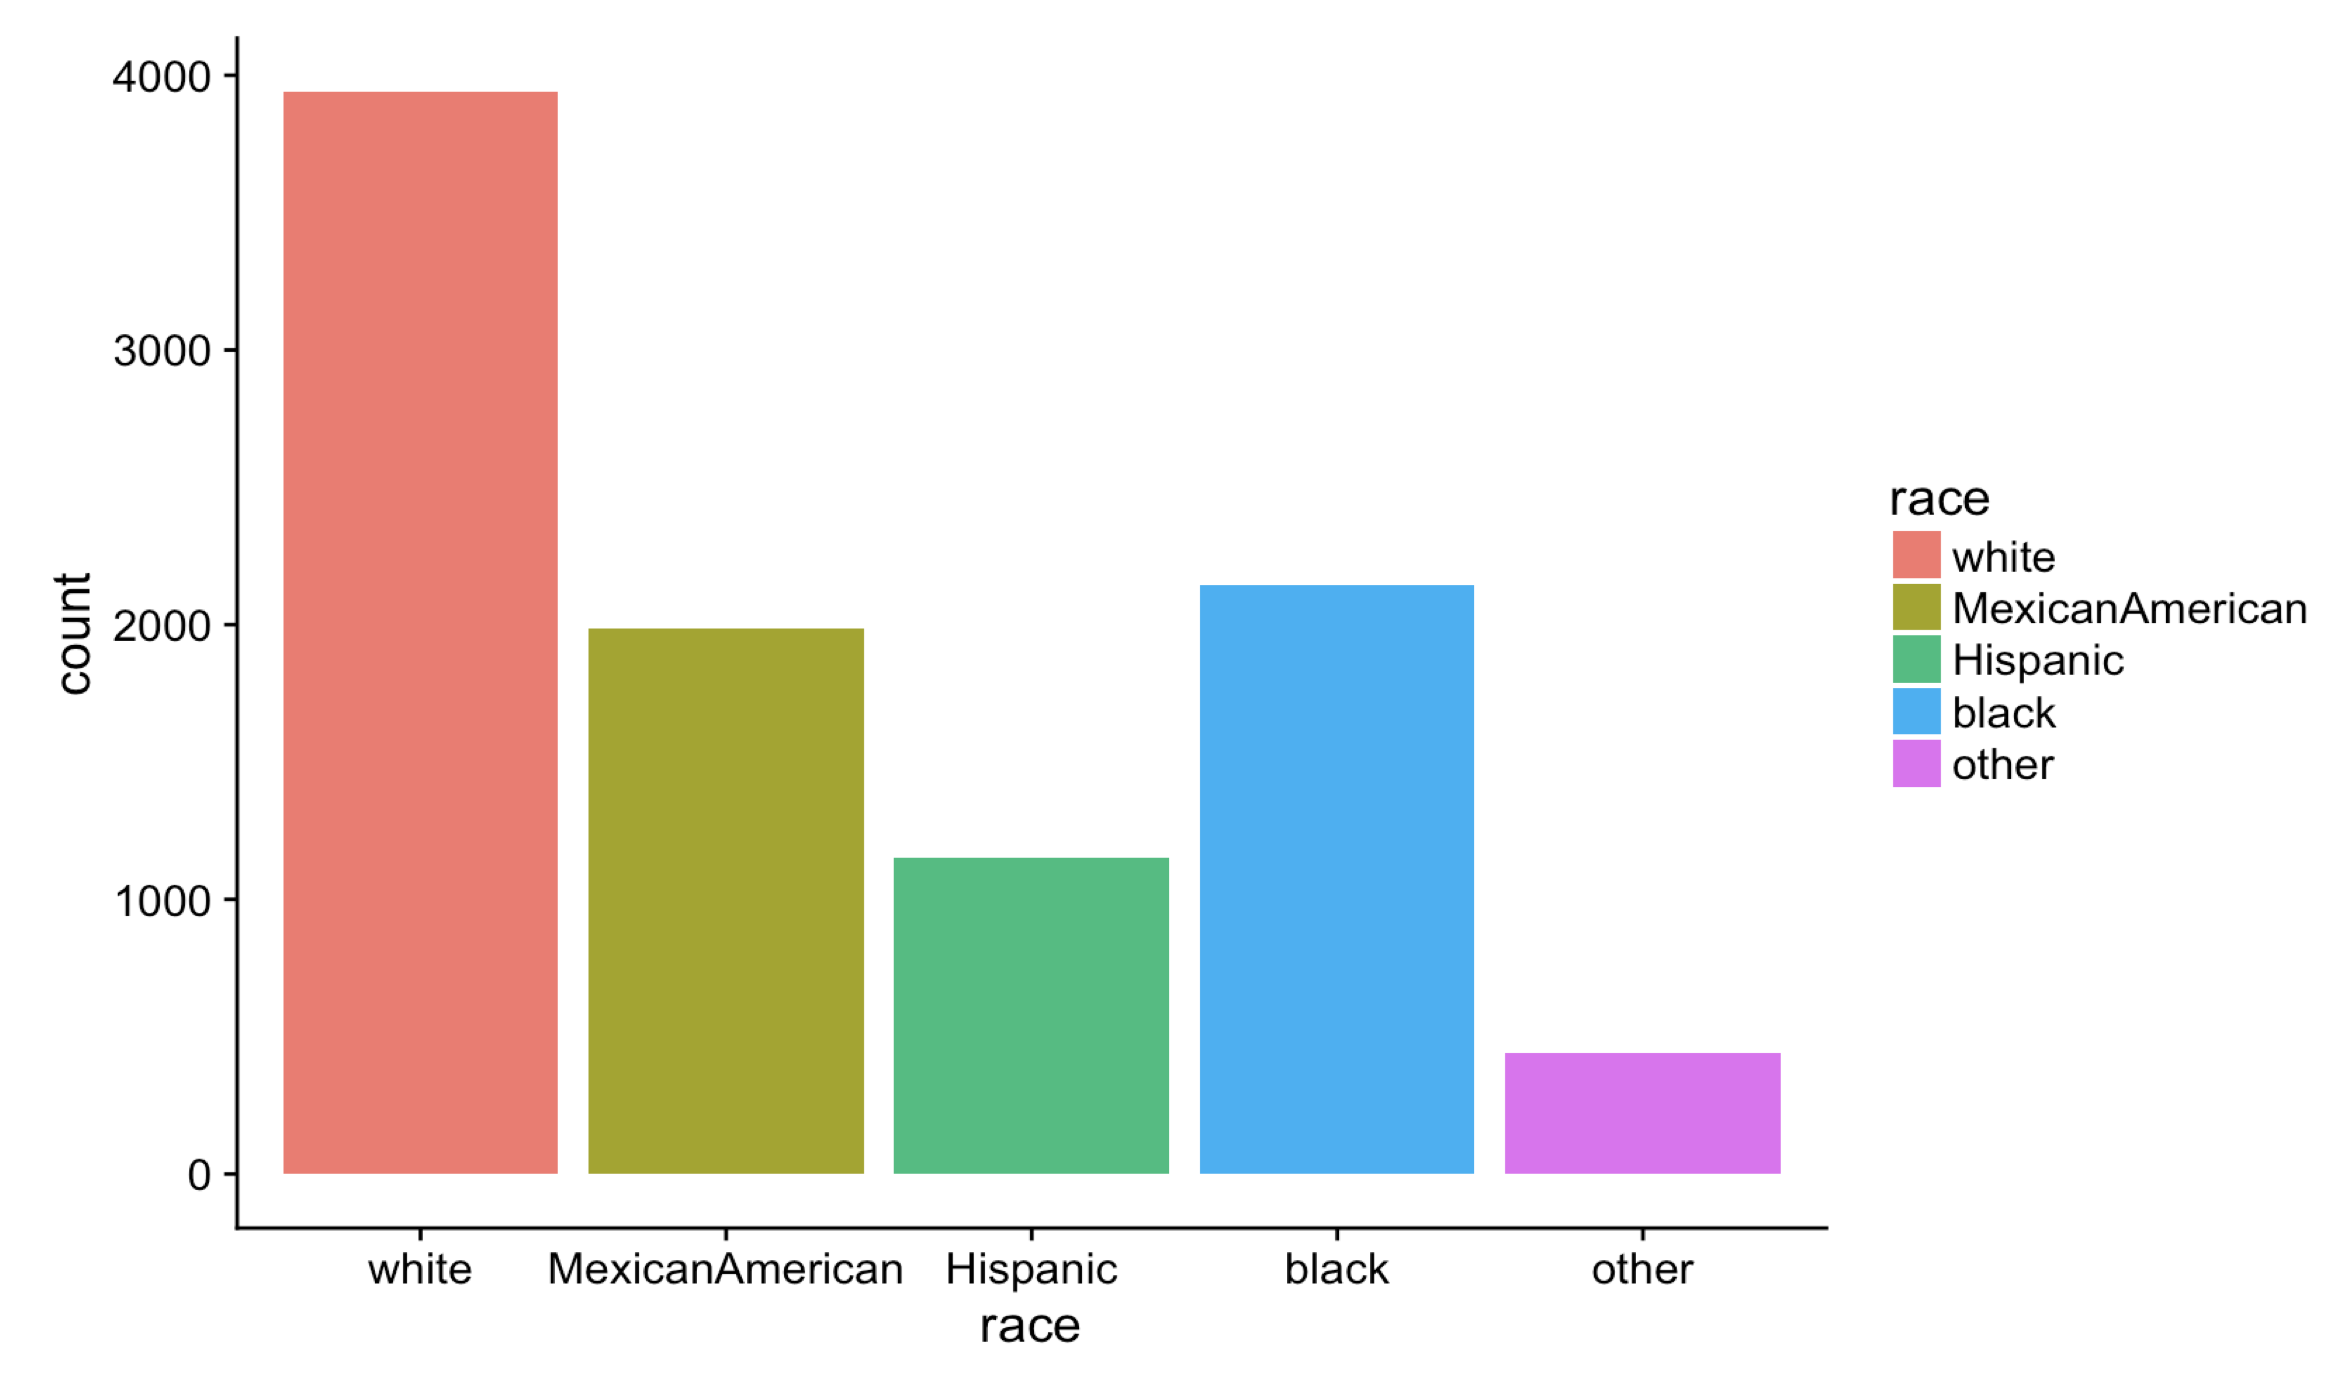 4000
3000
2000
1000
0
count
white
MexicanAmerican
Hispanic
black
other
race
race
white
MexicanAmerican
Hispanic
black
other